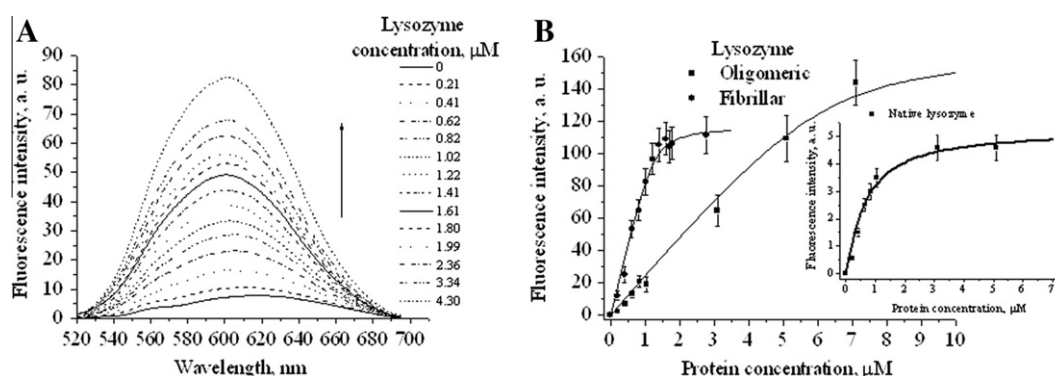 A
Lysozyme
concentration, μM
0
0.21
0.41
0.62
0.82
1.02
1.22
1.41
1.61
1.80
1.99
2.36
3.34
4.30
Fluorescence intensity, a. u.
90
80
70
60
50
40
30
20
10
0
520 540 560 580 600 620 640 660 680 700
Wavelength, nm
B
Lysozyme
Oligomeric
Fibrillar
Fluorescence intensity, a. u.
160
140
120
100
80
60
40
20
0
0 1 2 3 4 5 6 7 8 9 10
Protein concentration, μM
Native lysozyme
Fluorescence intensity, a.u.
5
4
3
2
1
0
0 1 2 3 4 5 6 7
Protein concentration, μM